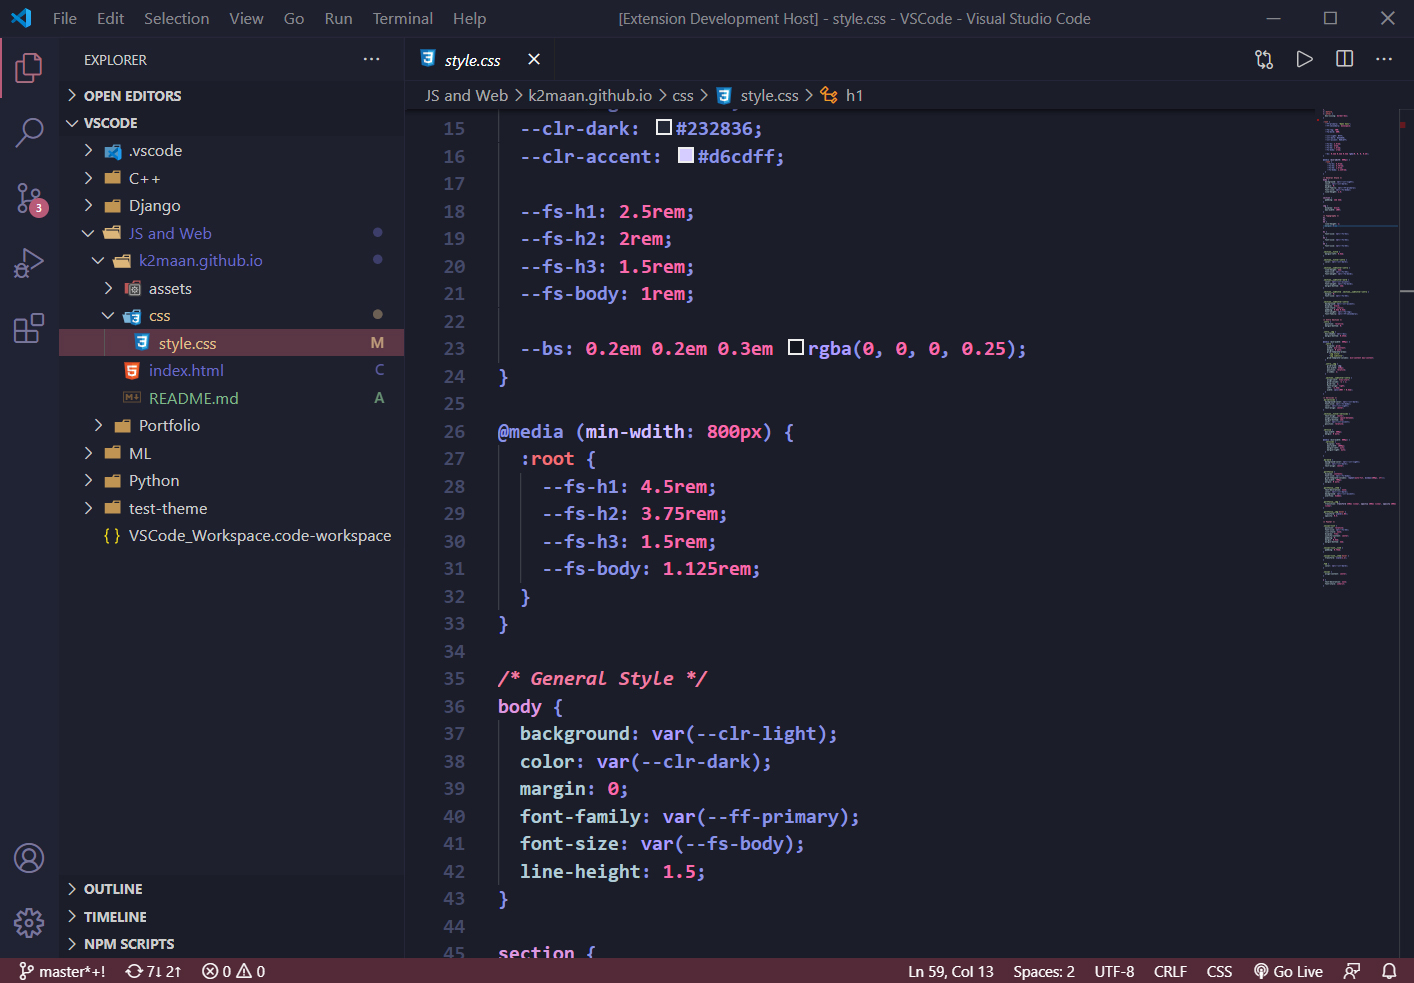 File Edit Selection View Go Run Terminal Help [Extension Development Host] - style.css - VSCode - Visual Studio Code
EXPLORER
OPEN EDITORS
VSCODE
.vscode
C++
Django
JS and Web
k2maan.github.io
assets
css
style.css M
index.html C
README.md A
Portfolio
ML
Python
test-theme
{ } VSCode_Workspace.code-workspace
OUTLINE
TIMELINE
NPM SCRIPTS
3
style.css
JS and Web > k2maan.github.io > css > style.css > h1
15 --clr-dark: #232836;
16 --clr-accent: #d6cdff;
17
18 --fs-h1: 2.5rem;
19 --fs-h2: 2rem;
20 --fs-h3: 1.5rem;
21 --fs-body: 1rem;
22
23 --bs: 0.2em 0.2em 0.3em rgba(0, 0, 0, 0.25);
24 }
25
26 @media (min-wdith: 800px) {
27 :root {
28 --fs-h1: 4.5rem;
29 --fs-h2: 3.75rem;
30 --fs-h3: 1.5rem;
31 --fs-body: 1.125rem;
32 }
33 }
34
35 /* General Style */
36 body {
37 background: var(--clr-light);
38 color: var(--clr-dark);
39 margin: 0;
40 font-family: var(--ff-primary);
41 font-size: var(--fs-body);
42 line-height: 1.5;
43 }
44
45 section {
master*+! 7↓ 2↑ 0 0 Ln 59, Col 13 Spaces: 2 UTF-8 CRLF CSS Go Live